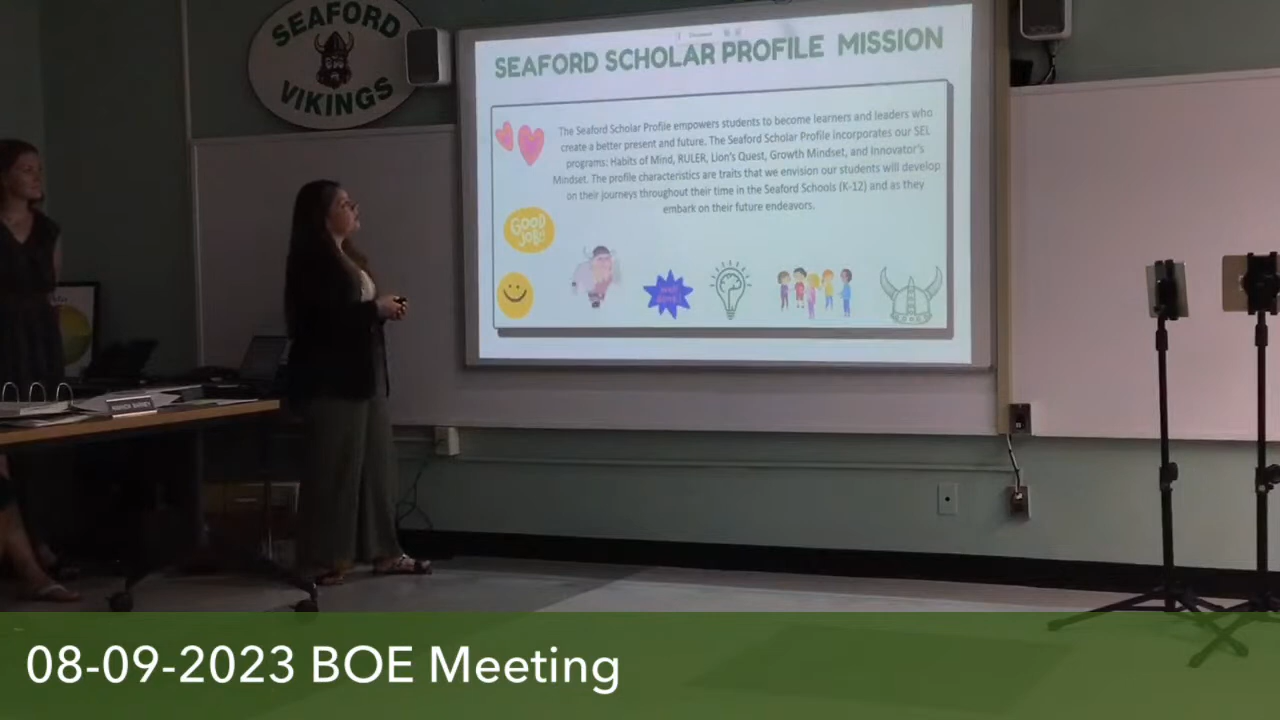 SEAFORD
VIKINGS
SEAFORD SCHOLAR PROFILE MISSION
The Seaford Scholar Profile empowers students to become learners and leaders who
create a better present and future. The Seaford Scholar Profile incorporates our SEL
programs: Habits of Mind, RULER, Lion's Quest, Growth Mindset, and Innovator's
Mindset. The profile characteristics are traits that we envision our students will develop
on their journeys throughout their time in the Seaford Schools (K-12) and as they
embark on their future endeavors.
GOOD
JOB!
08-09-2023 BOE Meeting